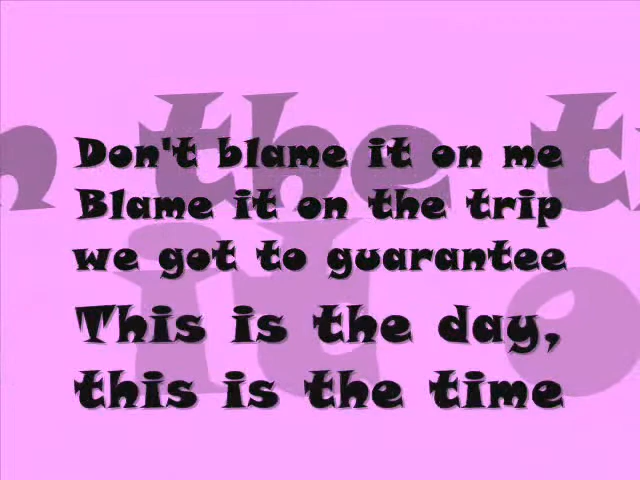 Don't blame it on me
Blame it on the trip
we got to guarantee
This is the day,
this is the time